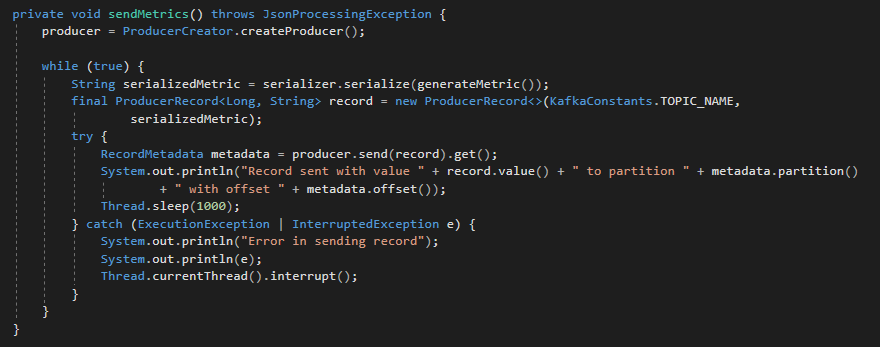 private void sendMetrics() throws JsonProcessingException {
    producer = ProducerCreator.createProducer();

    while (true) {
        String serializedMetric = serializer.serialize(generateMetric());
        final ProducerRecord<Long, String> record = new ProducerRecord<>(KafkaConstants.TOPIC_NAME,
                serializedMetric);
        try {
            RecordMetadata metadata = producer.send(record).get();
            System.out.println("Record sent with value " + record.value() + " to partition " + metadata.partition()
                    + " with offset " + metadata.offset());
            Thread.sleep(1000);
        } catch (ExecutionException | InterruptedException e) {
            System.out.println("Error in sending record");
            System.out.println(e);
            Thread.currentThread().interrupt();
        }
    }
}